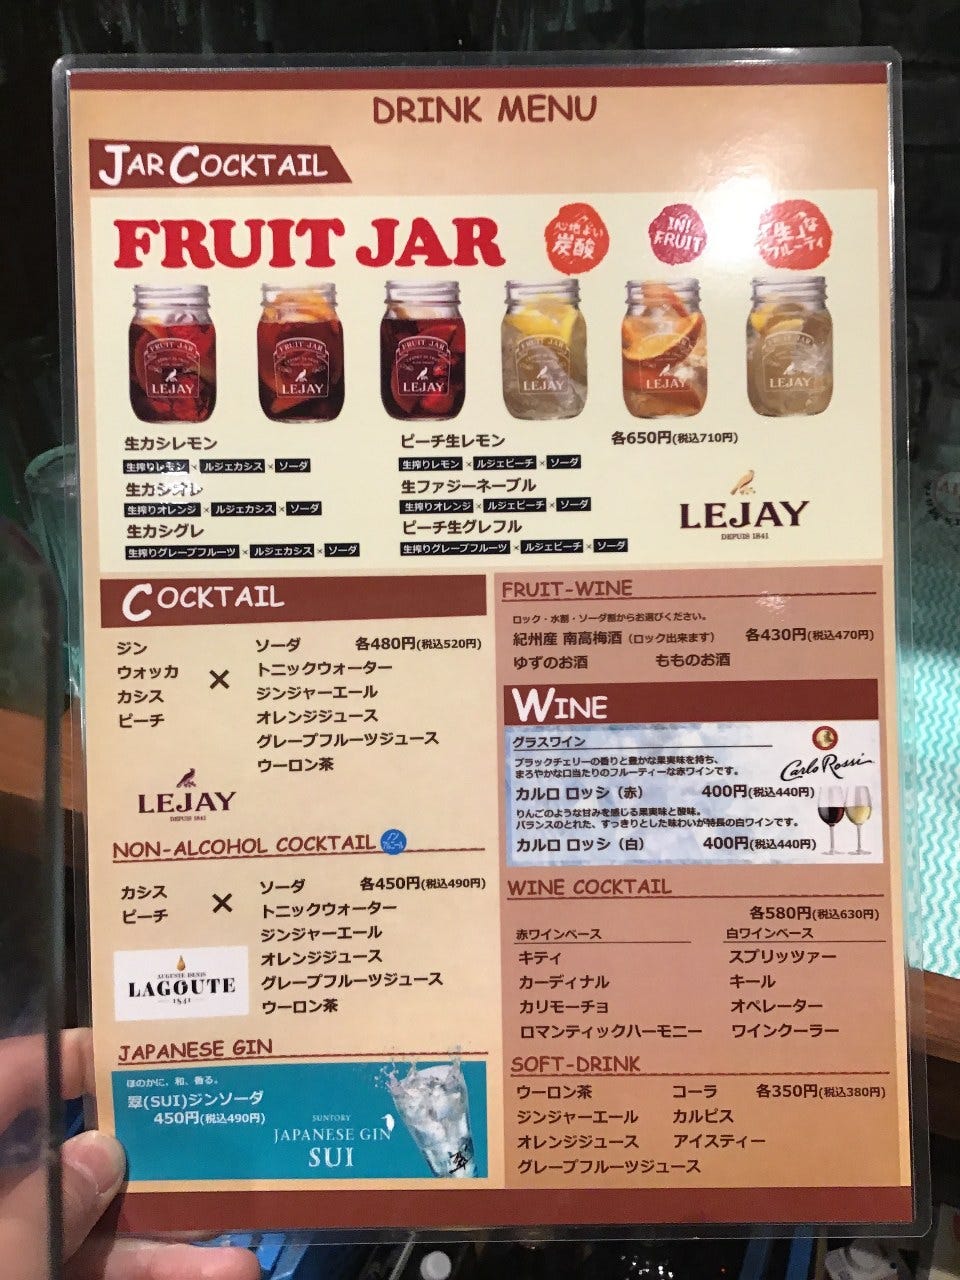 DRINK MENU
JAR COCKTAIL
FRUIT JAR
心地よい
炭酸
IN!
FRUIT
フルーティ
FRUIT JAR
LEJAY
FRUIT JAR
LEJAY
FRUIT JAR
LEJAY
FRUIT JAR
LEJAY
FRUIT JAR
LEJAY
FRUIT JAR
LEJAY
生カシレモン
生搾りレモン×ルジェカシス×ソーダ
生カシオレ
生搾りオレンジ×ルジェカシス×ソーダ
生カシグレ
生搾りグレープフルーツ×ルジェカシス×ソーダ
ピーチ生レモン
生搾りレモン×ルジェピーチ×ソーダ
生ファジーネーブル
生搾りオレンジ×ルジェピーチ×ソーダ
ピーチ生グレフル
生搾りグレープフルーツ×ルジェピーチ×ソーダ
各650円(税込710円)
LEJAY
DEPUIS 1841
COCKTAIL
ジン
ウォッカ
カシス
ピーチ
×
ソーダ 各480円(税込520円)
トニックウォーター
ジンジャーエール
オレンジジュース
グレープフルーツジュース
ウーロン茶
LEJAY
DEPUIS 1841
NON-ALCOHOL COCKTAIL
ノン
アルコール
カシス
ピーチ
×
ソーダ 各450円(税込490円)
トニックウォーター
ジンジャーエール
オレンジジュース
グレープフルーツジュース
ウーロン茶
AUGUSTE DENIS
LAGOUTE
1841
JAPANESE GIN
ほのかに、和、香る。
翠(SUI)ジンソーダ
450円(税込490円)
SUNTORY
JAPANESE GIN
SUI
翠
FRUIT-WINE
ロック・水割・ソーダ割からお選びください。
紀州産 南高梅酒（ロック出来ます） 各430円(税込470円)
ゆずのお酒 もものお酒
WINE
グラスワイン
Carlo Rossi
ブラックチェリーの香りと豊かな果実味を持ち、
まろやかな口当たりのフルーティーな赤ワインです。
カルロ ロッシ（赤） 400円(税込440円)
りんごのような甘みを感じる果実味と酸味。
バランスのとれた、すっきりとした味わいが特長の白ワインです。
カルロ ロッシ（白） 400円(税込440円)
WINE COCKTAIL
各580円(税込630円)
赤ワインベース
キティ
カーディナル
カリモーチョ
ロマンティックハーモニー
白ワインベース
スプリッツァー
キール
オペレーター
ワインクーラー
SOFT-DRINK
ウーロン茶 コーラ 各350円(税込380円)
ジンジャーエール カルピス
オレンジジュース アイスティー
グレープフルーツジュース